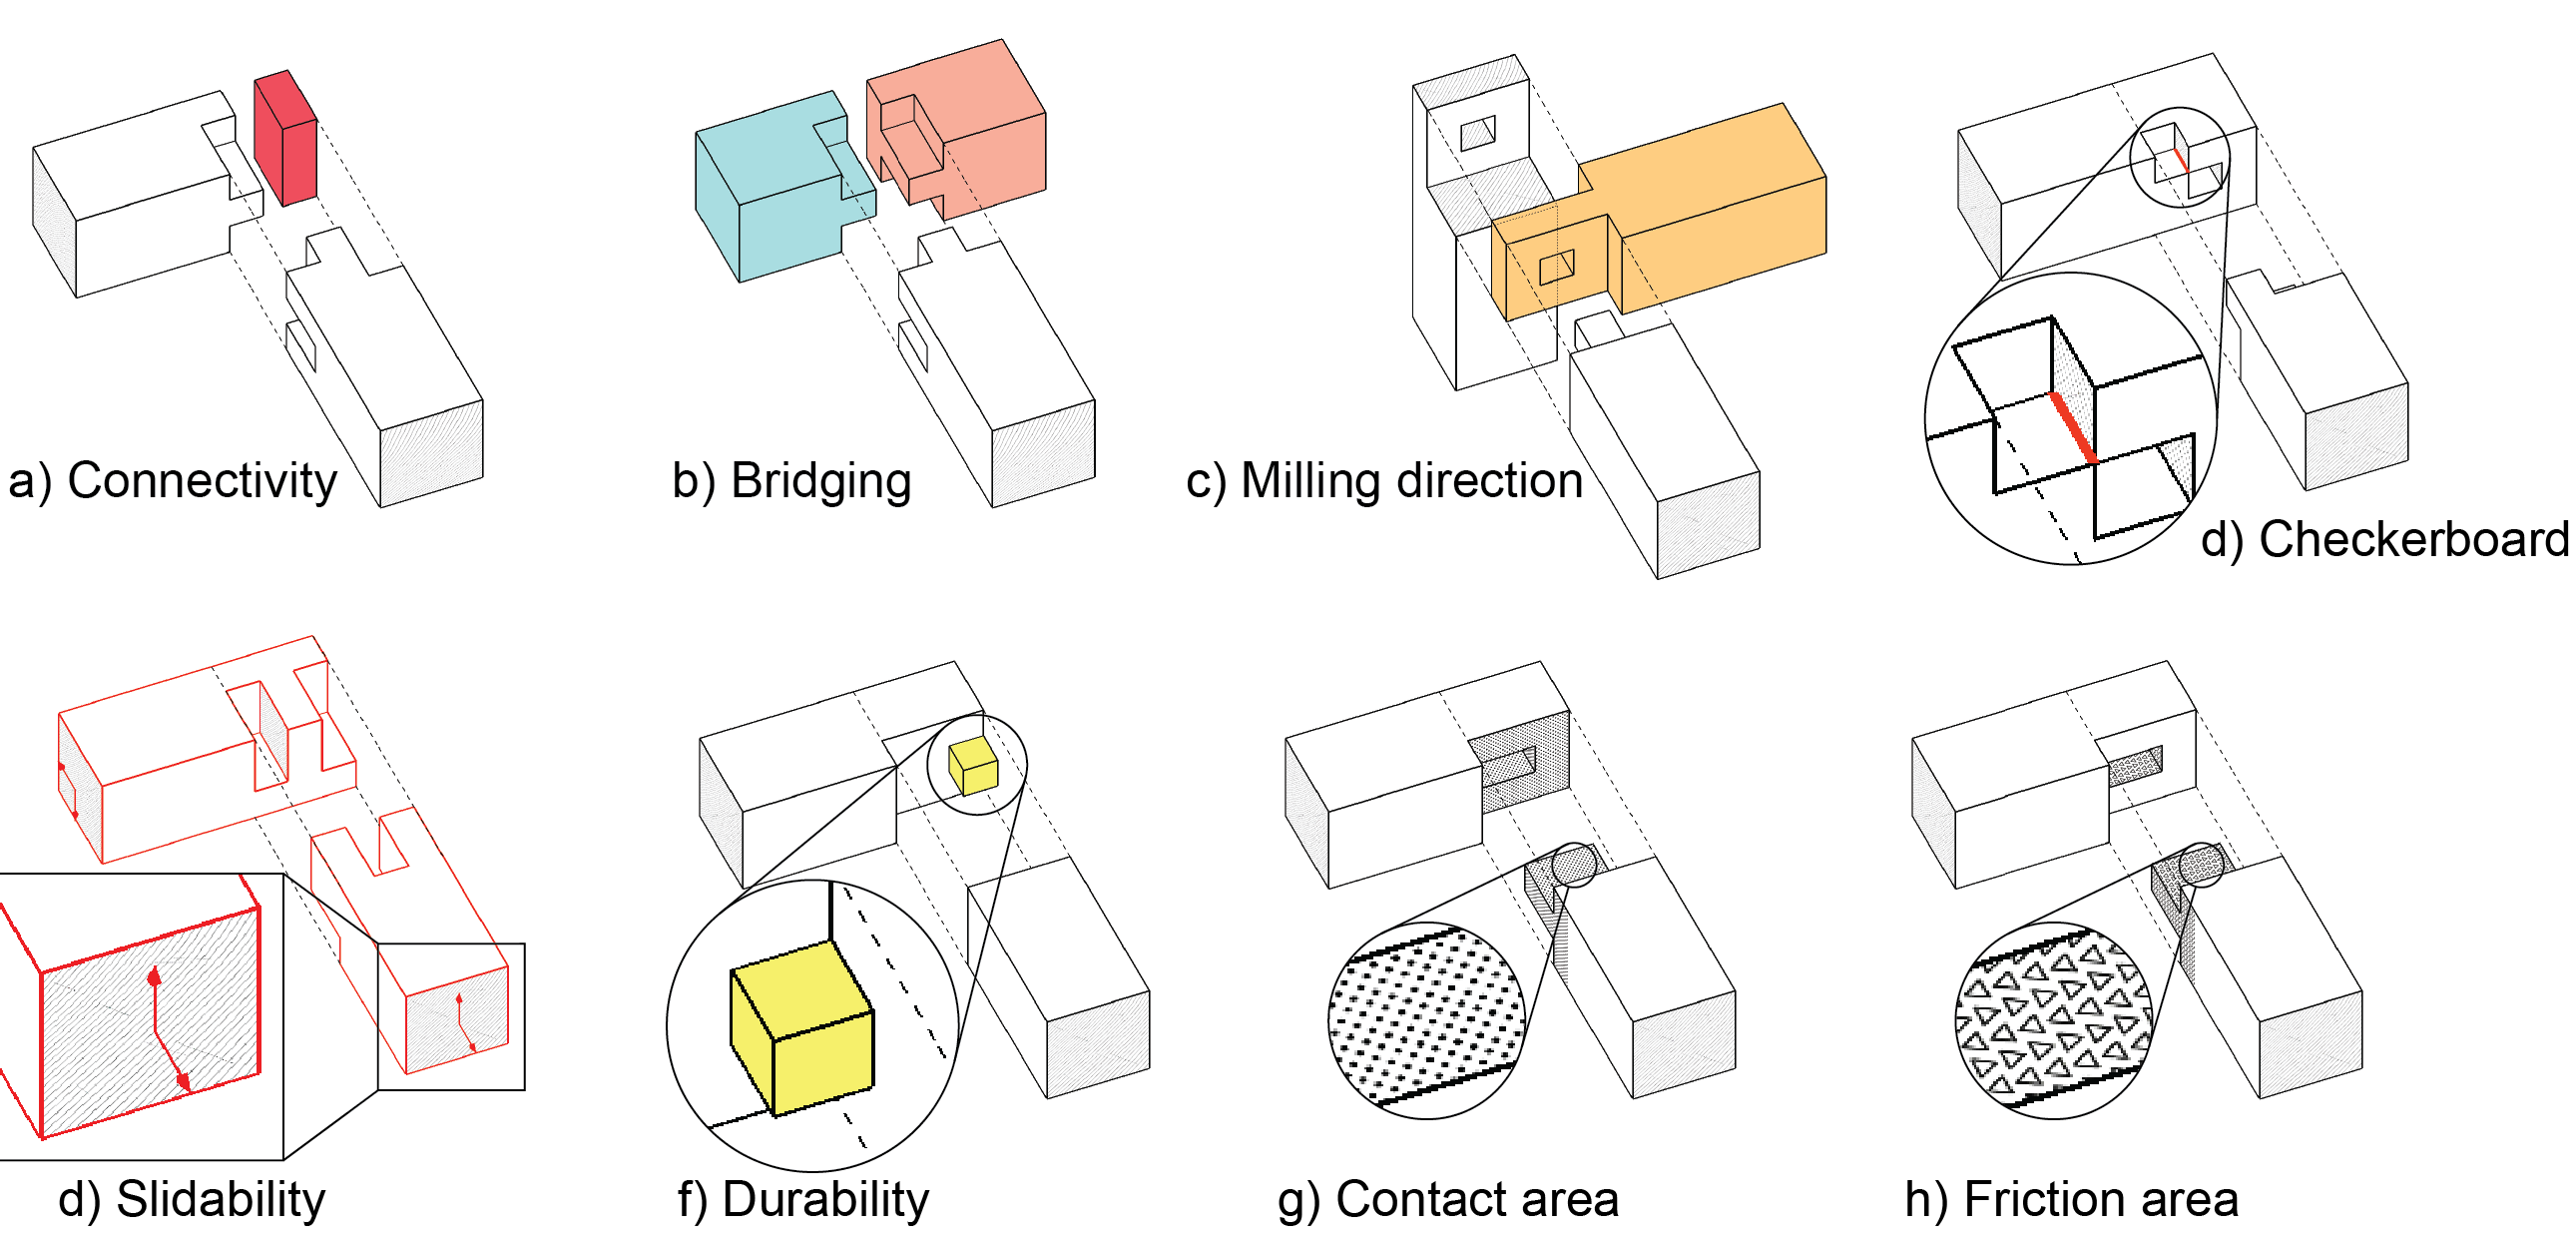 a) Connectivity
b) Bridging
c) Milling direction
d) Checkerboard
d) Slidability
f) Durability
g) Contact area
h) Friction area